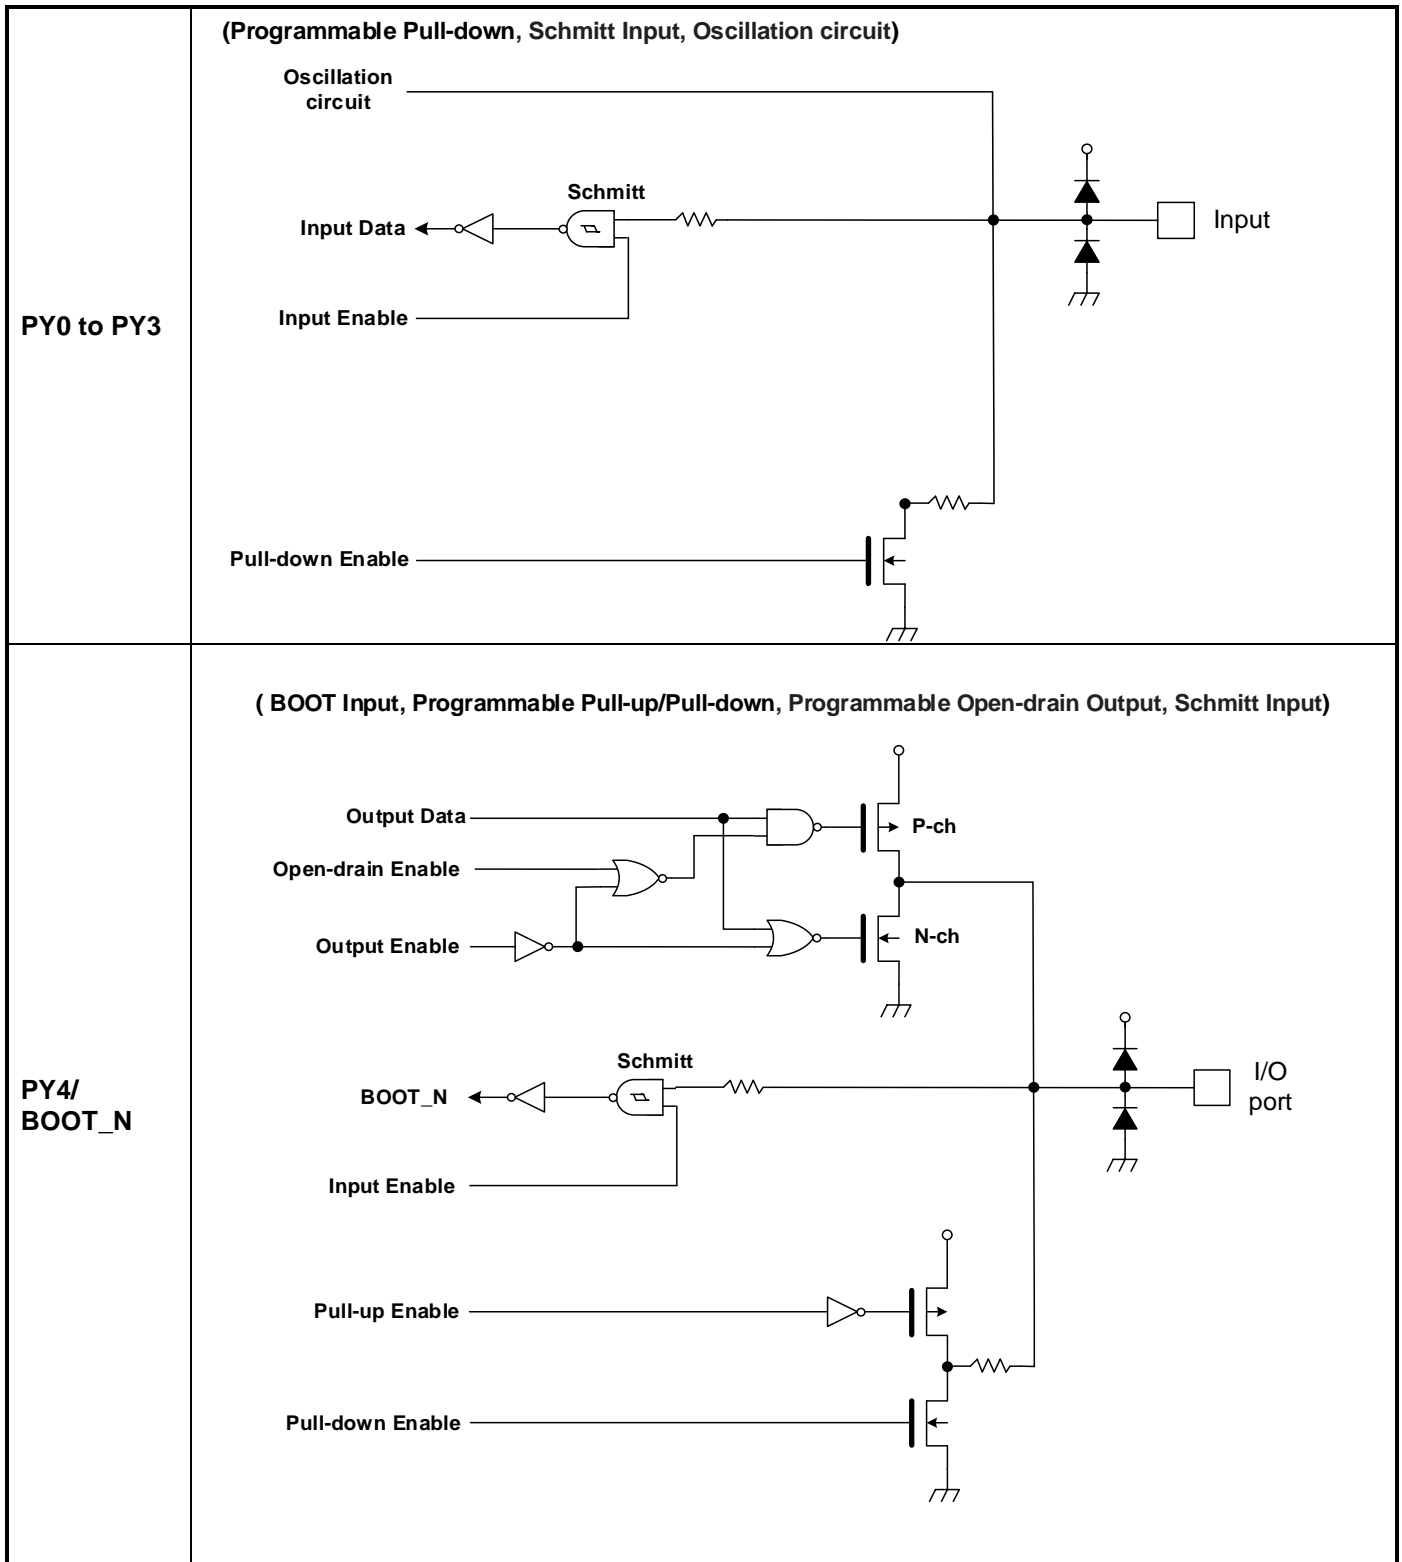 (Programmable Pull-down, Schmitt Input, Oscillation circuit)
Oscillation
circuit
Schmitt
Input Data
Input
Input Enable
PY0 to PY3
Pull-down Enable
( BOOT Input, Programmable Pull-up/Pull-down, Programmable Open-drain Output, Schmitt Input)
Output Data
P-ch
Open-drain Enable
Output Enable
N-ch
Schmitt
BOOT_N
I/O
port
PY4/
BOOT_N
Input Enable
Pull-up Enable
Pull-down Enable